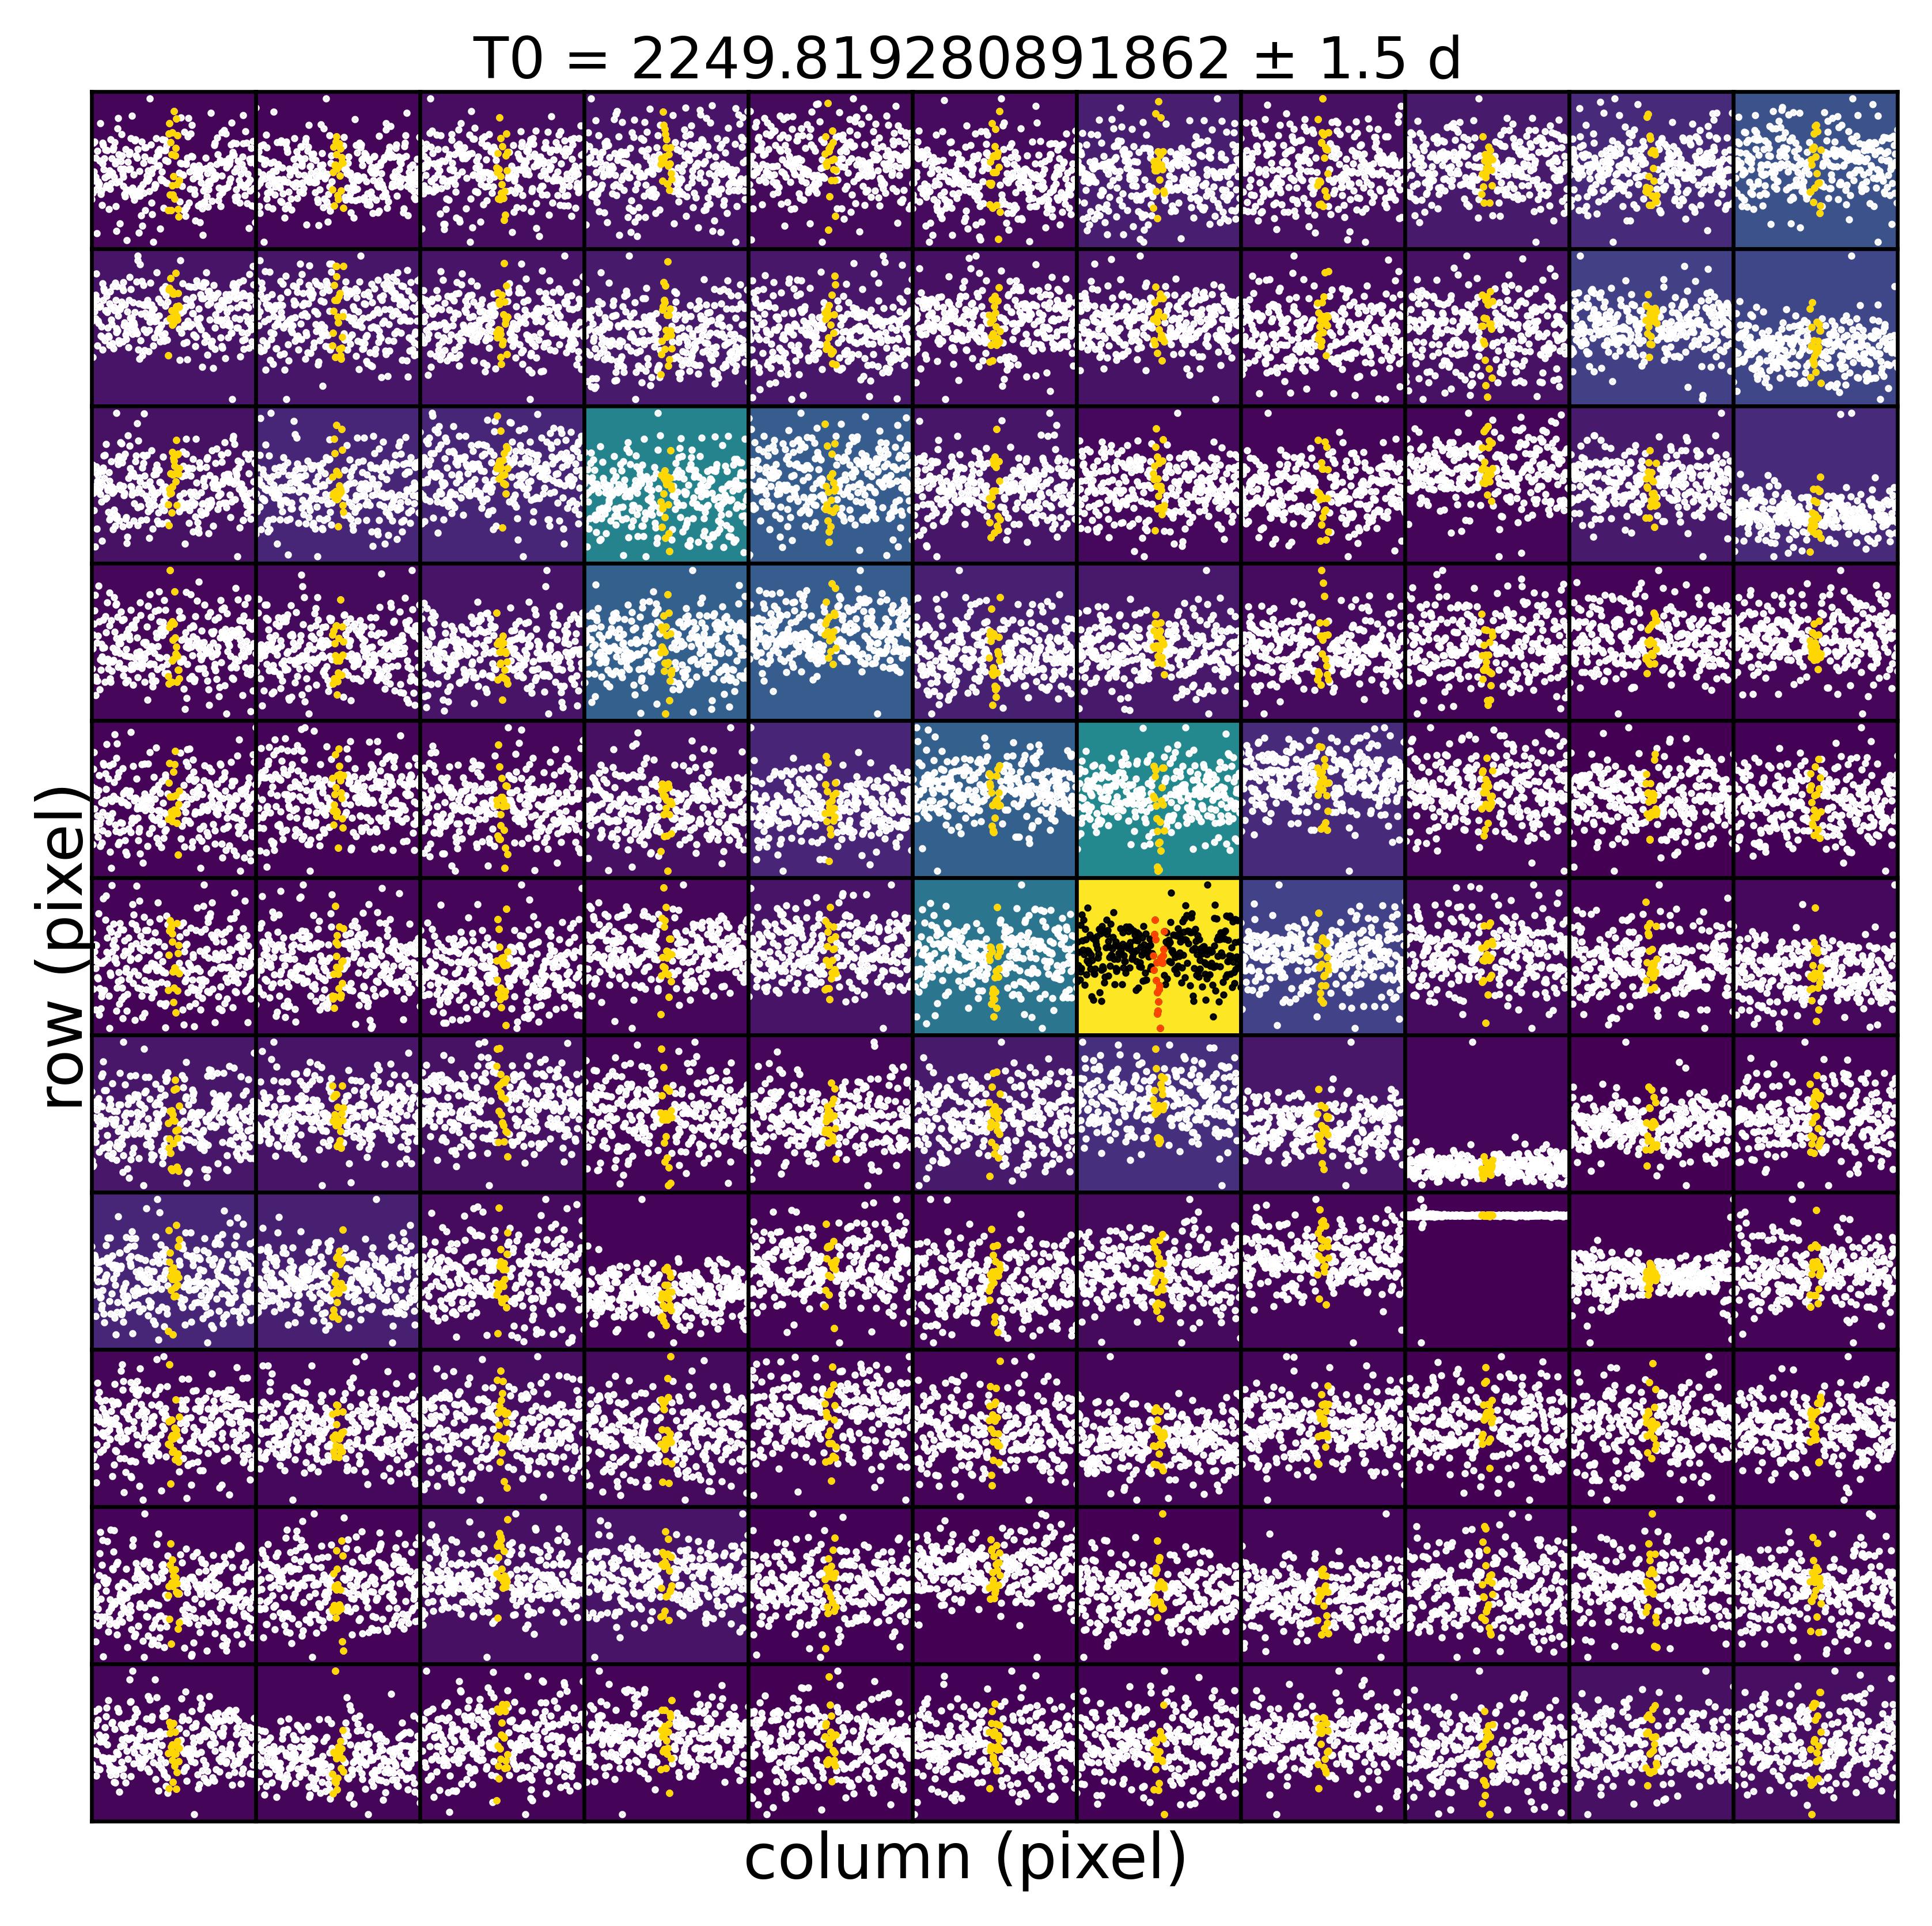 T0 = 2249.819280891862 ± 1.5 d
row (pixel)
column (pixel)